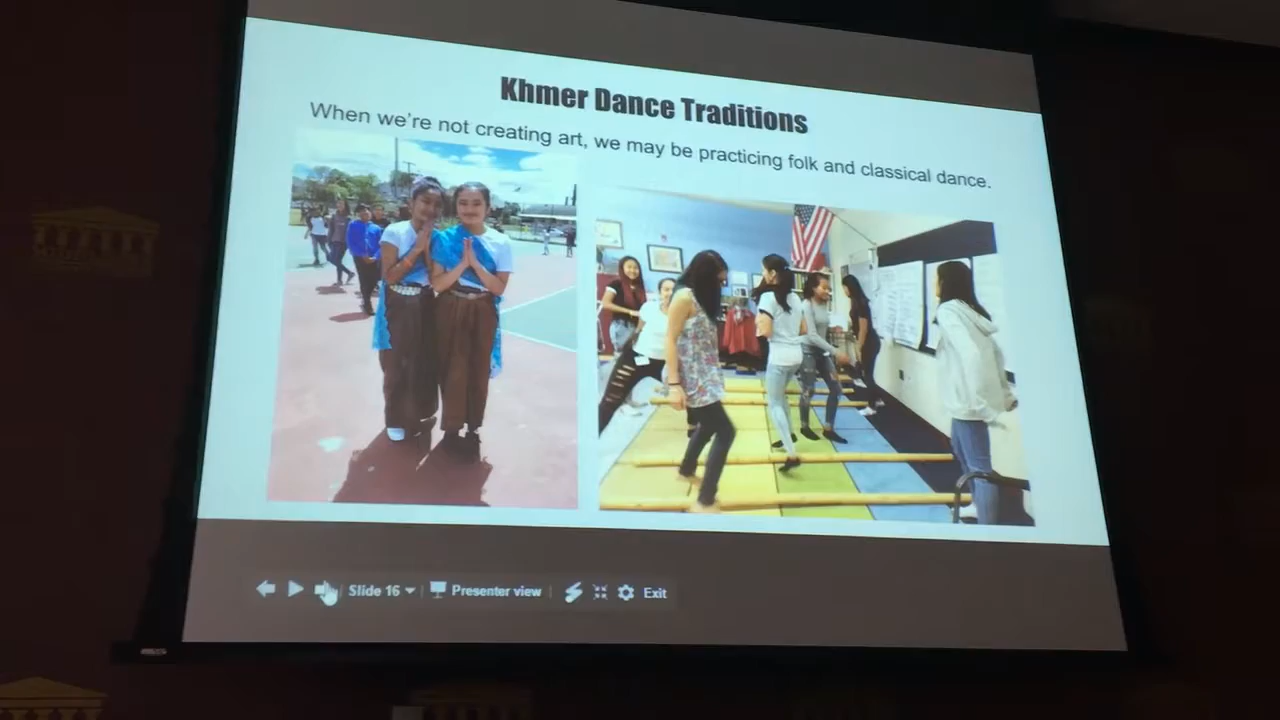 Khmer Dance Traditions
When we're not creating art, we may be practicing folk and classical dance.
Slide 16
Presenter view
Exit